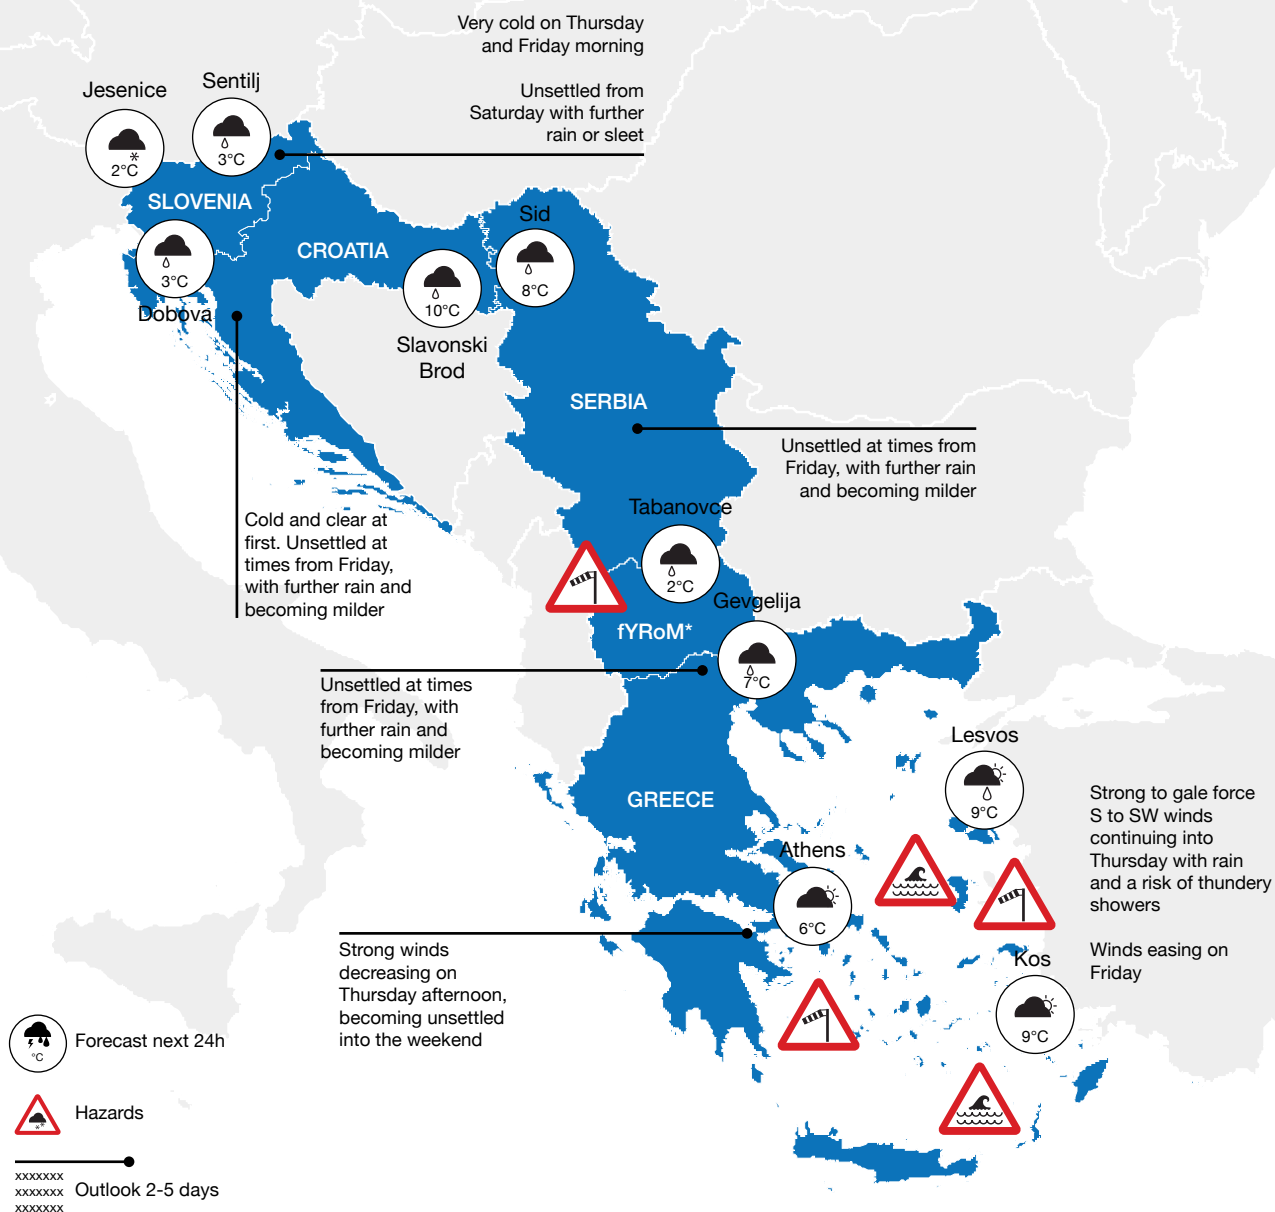 Very cold on Thursday
and Friday morning
Unsettled from
Saturday with further
rain or sleet
Jesenice
2°C
Sentilj
3°C
SLOVENIA
3°C
Dobova
CROATIA
10°C
Slavonski
Brod
Sid
8°C
SERBIA
Unsettled at times from
Friday, with further rain
and becoming milder
Cold and clear at
first. Unsettled at
times from Friday,
with further rain and
becoming milder
Tabanovce
2°C
Gevgelija
7°C
fYRoM*
Unsettled at times
from Friday, with
further rain and
becoming milder
GREECE
Lesvos
9°C
Strong to gale force
S to SW winds
continuing into
Thursday with rain
and a risk of thundery
showers
Winds easing on
Friday
Athens
6°C
Strong winds
decreasing on
Thursday afternoon,
becoming unsettled
into the weekend
Kos
9°C
°C
Forecast next 24h
Hazards
xxxxxxx
xxxxxxx
xxxxxxx
Outlook 2-5 days